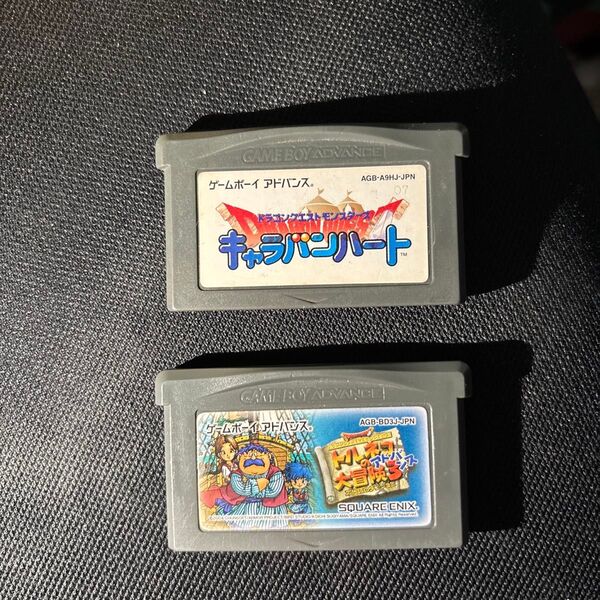 GAME BOY ADVANCE
ゲームボーイ アドバンス®
AGB-A9HJ-JPN
07
ドラゴンクエストモンスターズ
キャラバンハート™
GAME BOY ADVANCE
ゲームボーイ アドバンス®
AGB-BD3J-JPN
トルネコの大冒険3
アドバンス
SQUARE ENIX®